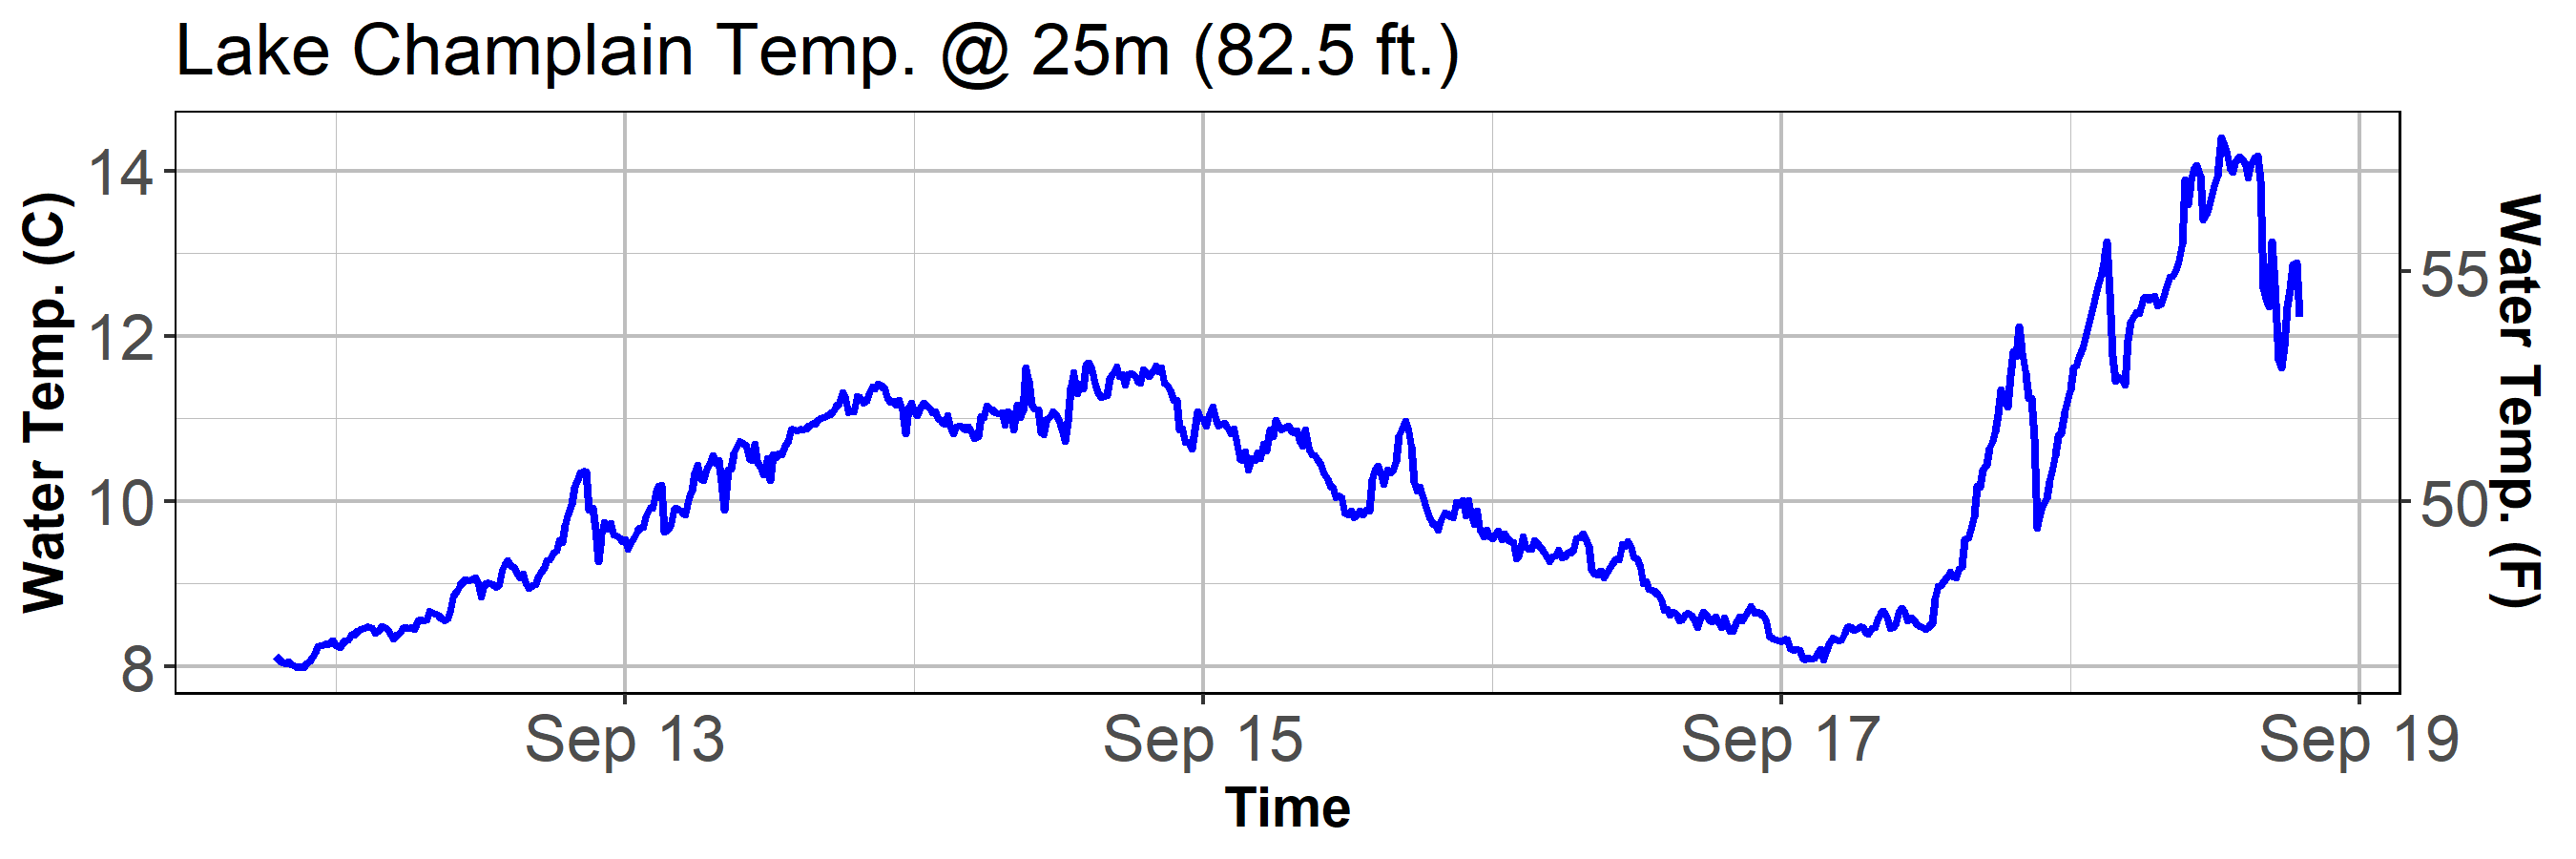 Lake Champlain Temp. @ 25m (82.5 ft.)
Water Temp. (C)
14
12
10
8
55
50
Water Temp. (F)
Sep 13
Sep 15
Sep 17
Sep 19
Time